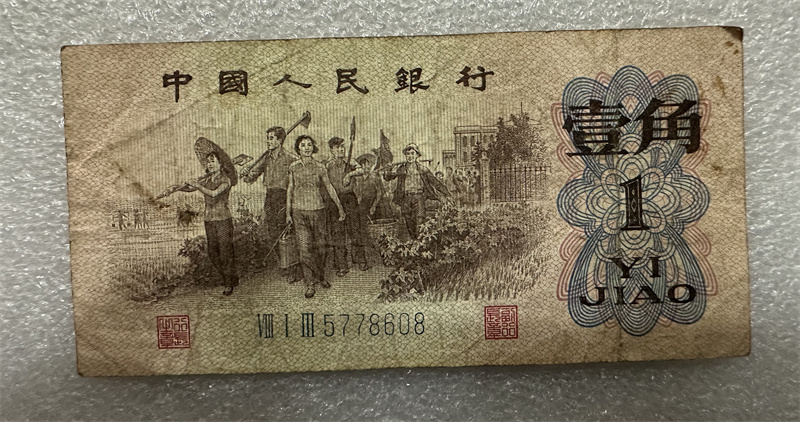 中國人民銀行
壹角
1
YI
JIAO
Ⅷ Ⅰ Ⅲ 5778608